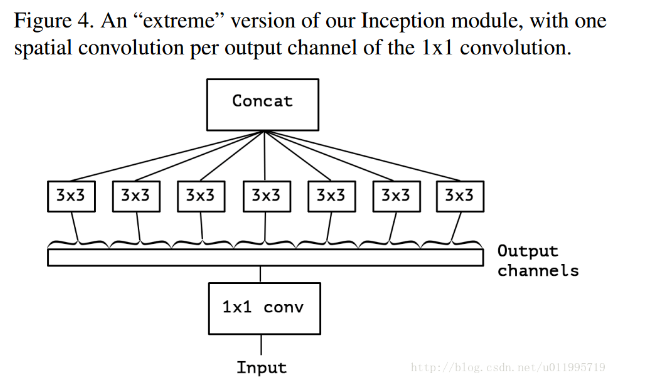 Figure 4. An “extreme” version of our Inception module, with one
spatial convolution per output channel of the 1x1 convolution.
Concat
3x3 3x3 3x3 3x3 3x3 3x3 3x3
Output
channels
1x1 conv
Input
http://blog.csdn.net/u011995719